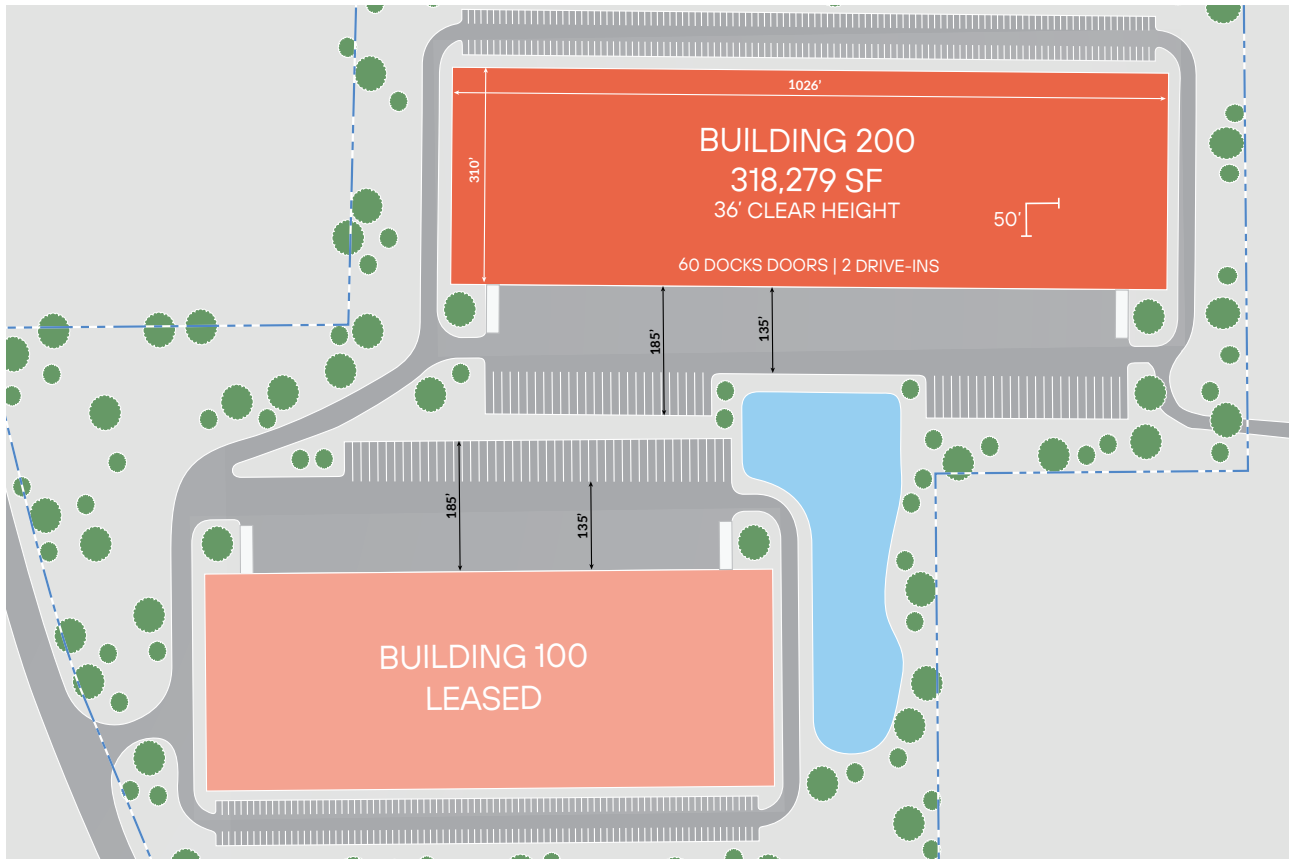 1026'
310'
BUILDING 200
318,279 SF
36' CLEAR HEIGHT
50'
60 DOCKS DOORS | 2 DRIVE-INS
185'
135'
185'
135'
BUILDING 100
LEASED